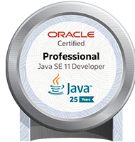 ORACLE
Certified
Professional
Java SE 11 Developer
Java
25 Years